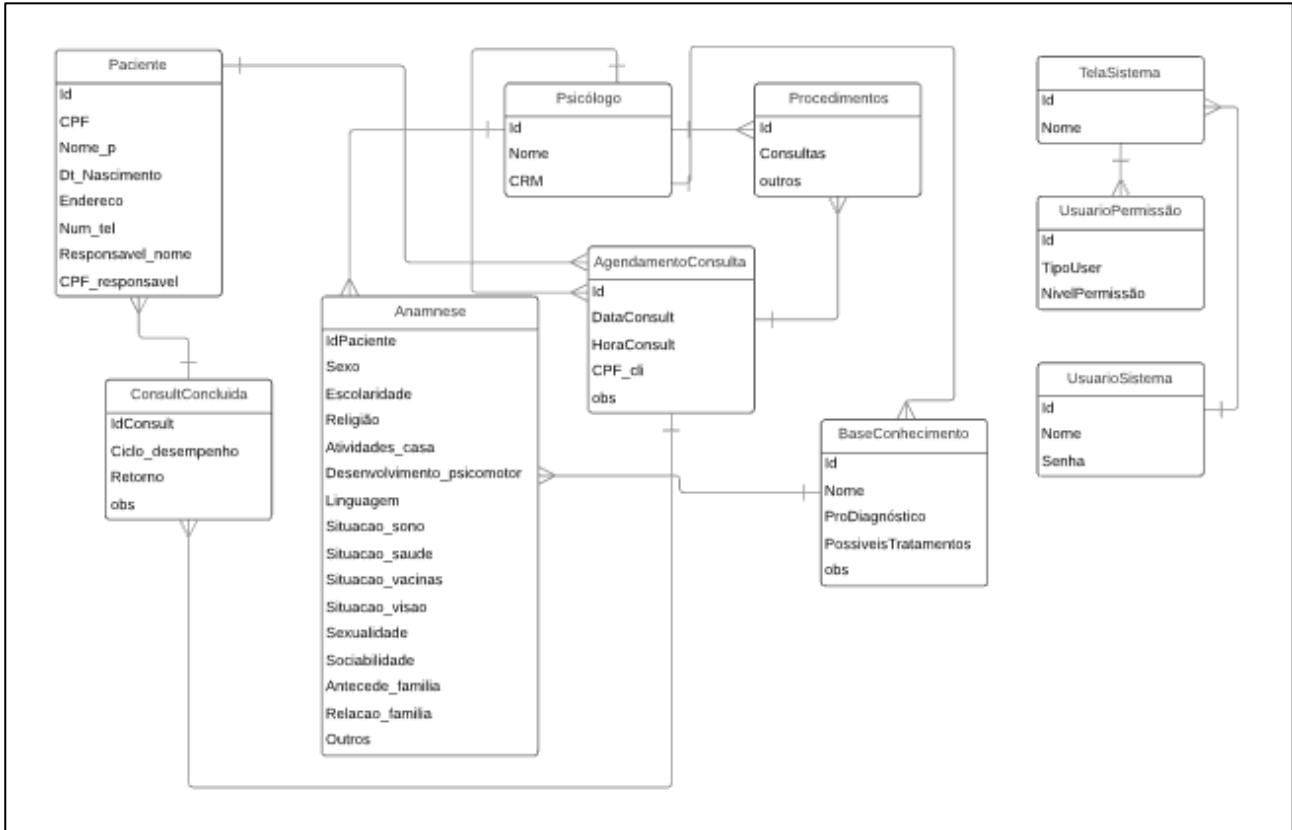 Paciente
Id
CPF
Nome_p
Dt_Nascimento
Endereco
Num_tel
Responsavel_nome
CPF_responsavel
Psicólogo
Id
Nome
CRM
Procedimentos
Id
Consultas
outros
TelaSistema
Id
Nome
UsuarioPermissão
Id
TipoUser
NivelPermissão
AgendamentoConsulta
Id
DataConsult
HoraConsult
CPF_cli
obs
Anamnese
IdPaciente
Sexo
Escolaridade
Religião
Atividades_casa
Desenvolvimento_psicomotor
Linguagem
Situacao_sono
Situacao_saude
Situacao_vacinas
Situacao_visao
Sexualidade
Sociabilidade
Antecede_familia
Relacao_familia
Outros
ConsultConcluida
IdConsult
Ciclo_desempenho
Retorno
obs
BaseConhecimento
Id
Nome
ProDiagnóstico
PossiveisTratamentos
obs
UsuarioSistema
Id
Nome
Senha